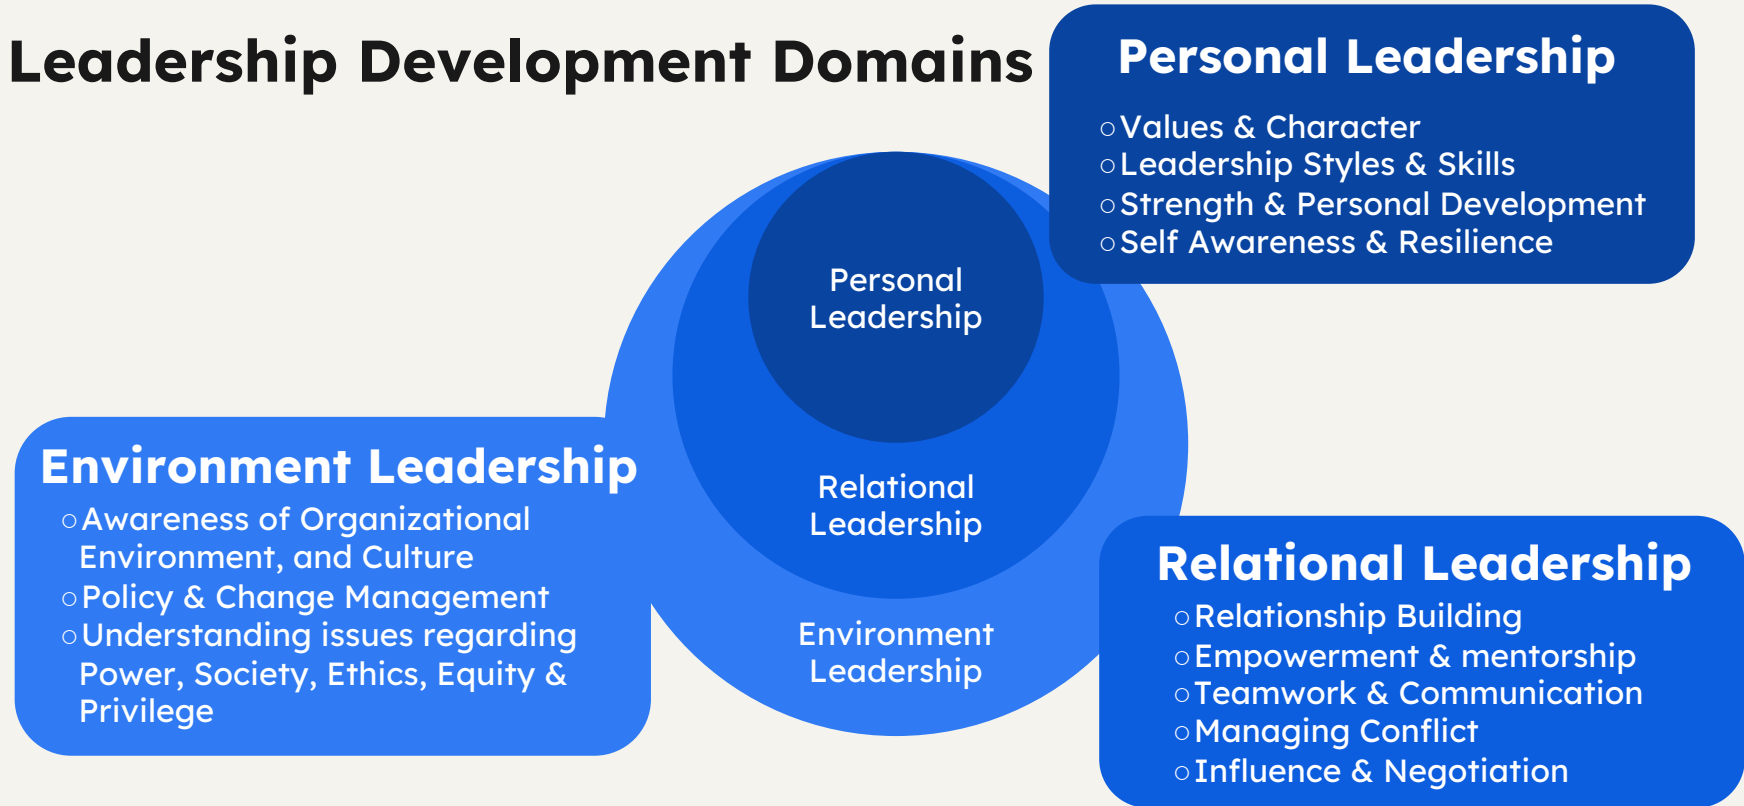 Leadership Development Domains
Personal Leadership
○Values & Character
○Leadership Styles & Skills
○Strength & Personal Development
○Self Awareness & Resilience
Personal
Leadership
Relational
Leadership
Environment
Leadership
Environment Leadership
○Awareness of Organizational
Environment, and Culture
○Policy & Change Management
○Understanding issues regarding
Power, Society, Ethics, Equity &
Privilege
Relational Leadership
○Relationship Building
○Empowerment & mentorship
○Teamwork & Communication
○Managing Conflict
○Influence & Negotiation